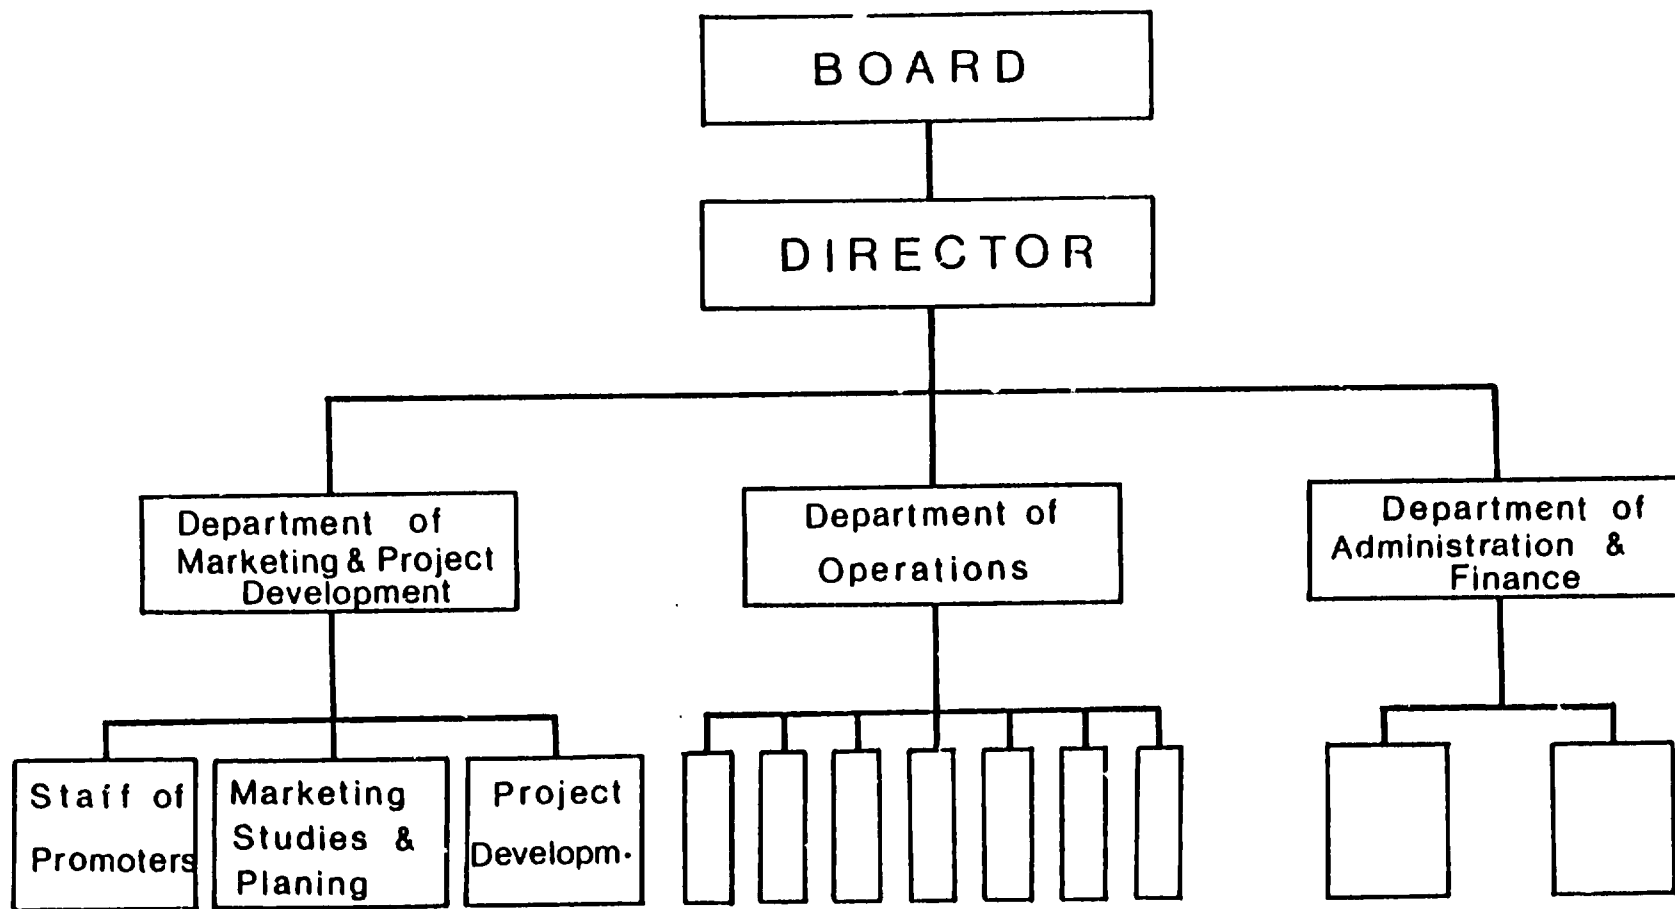 BOARD
DIRECTOR
Department of
Marketing & Project
Development
Department of
Operations
Department of
Administration &
Finance
Staff of
Promoters
Marketing
Studies &
Planing
Project
Developm.